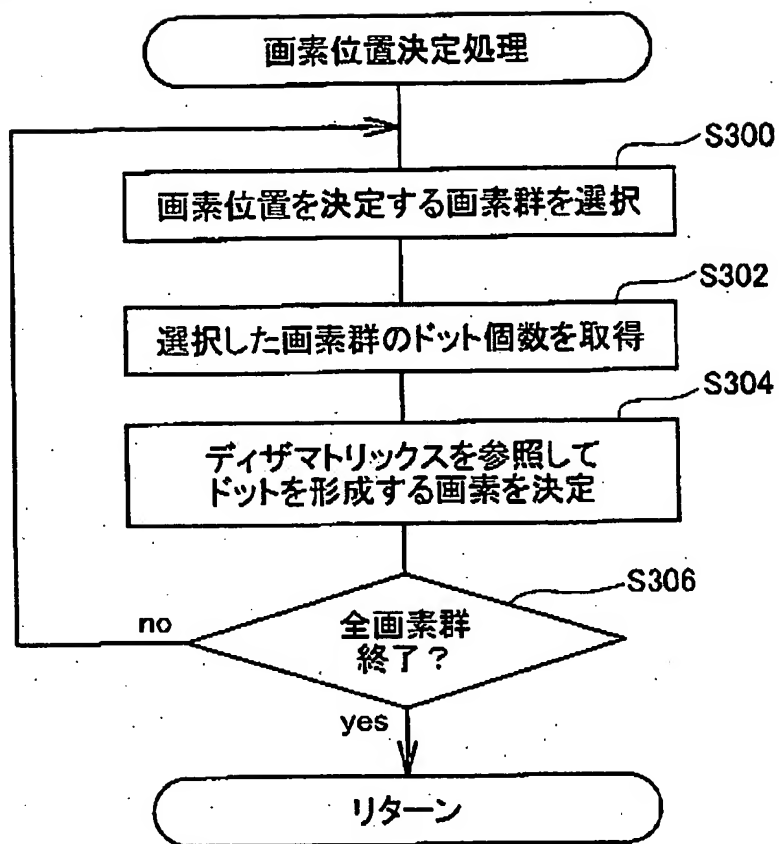 画素位置決定処理
S300
画素位置を決定する画素群を選択
S302
選択した画素群のドット個数を取得
S304
ディザマトリックスを参照して
ドットを形成する画素を決定
S306
全画素群
終了？
no
yes
リターン